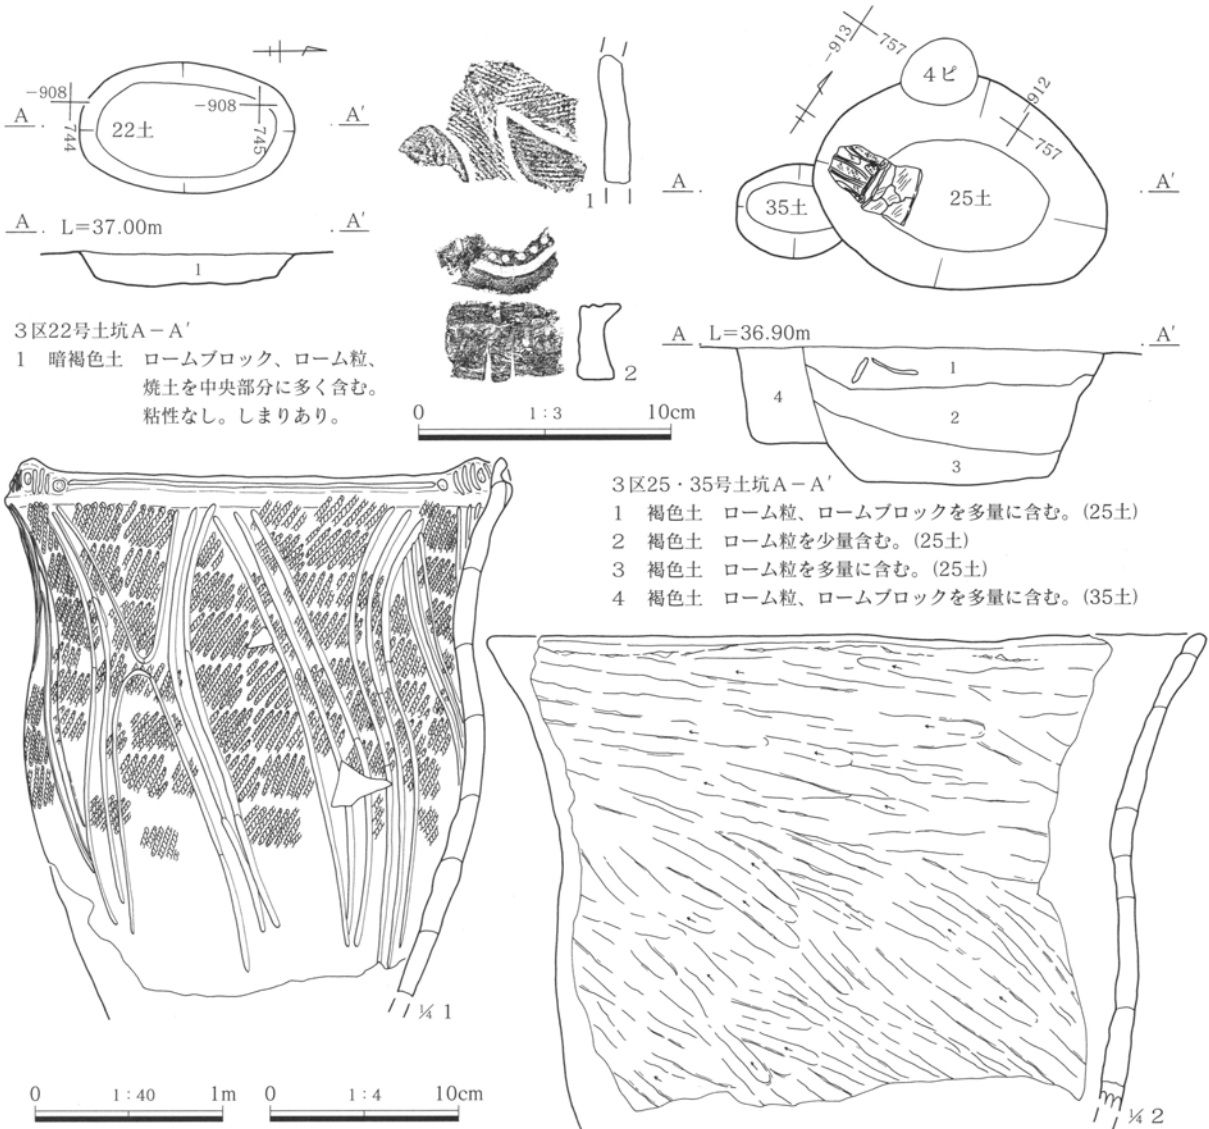 -908
-908
744
745
22土
A
A′
A L=37.00m A′
1
3区22号土坑A-A′
1 暗褐色土 ロームブロック、ローム粒、
焼土を中央部分に多く含む。
粘性なし。しまりあり。
1
2
0 1:3 10cm
-913
757
4ピ
-912
757
A
A′
35土
25土
A L=36.90m A′
1
2
3
4
3区25・35号土坑A-A′
1 褐色土 ローム粒、ロームブロックを多量に含む。(25土)
2 褐色土 ローム粒を少量含む。(25土)
3 褐色土 ローム粒を多量に含む。(25土)
4 褐色土 ローム粒、ロームブロックを多量に含む。(35土)
¼ 1
¼ 2
0 1:40 1m
0 1:4 10cm